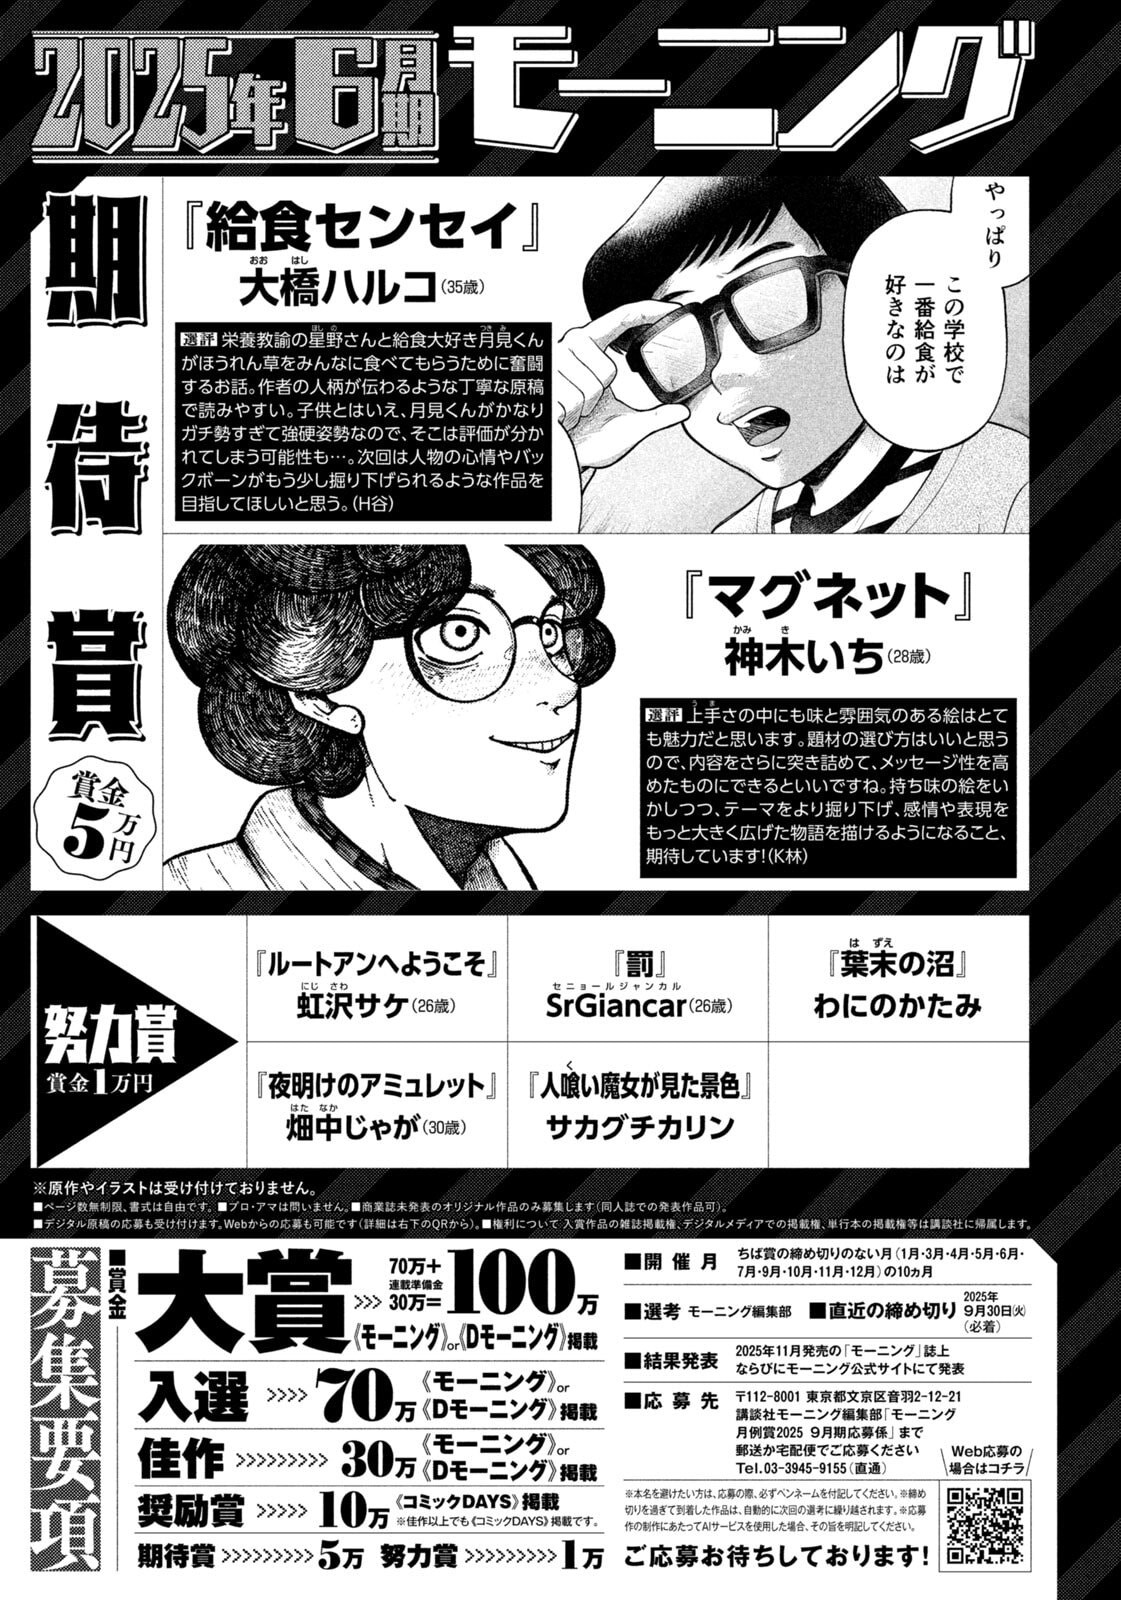 2025年6月期 モーニング
期待賞
賞金5万円
『給食センセイ』
おお はし
大橋ハルコ(35歳)
ほし の つき み
選評 栄養教諭の星野さんと給食大好き月見くん
がほうれん草をみんなに食べてもらうために奮闘
するお話。作者の人柄が伝わるような丁寧な原稿
で読みやすい。子供とはいえ、月見くんがかなり
ガチ勢すぎて強硬姿勢なので、そこは評価が分か
れてしまう可能性も…。次回は人物の心情やバック
クボーンがもう少し掘り下げられるような作品を
目指してほしいと思う。(H谷)
やっぱり
この学校で
一番給食が
好きなのは
『マグネット』
かみ き
神木いち(28歳)
うま
選評 上手さの中にも味と雰囲気のある絵はとて
も魅力だと思います。題材の選び方はいいと思う
ので、内容をさらに突き詰めて、メッセージ性を高
めたものにできるといいですね。持ち味の絵をい
かしつつ、テーマをより掘り下げ、感情や表現を
もっと大きく広げた物語を描けるようになること、
期待しています!(K林)
努力賞
賞金1万円
『ルートアンへようこそ』
にじ さわ
虹沢サケ(26歳)
『罰』
セニョールジャンカル
SrGiancar(26歳)
は ずえ
『葉末の沼』
わにのかたみ
『夜明けのアミュレット』
はた なか
畑中じゃが(30歳)
く
『人喰い魔女が見た景色』
サカグチカリン
※原作やイラストは受け付けておりません。
■ページ数無制限、書式は自由です。■プロ・アマは問いません。■商業誌未発表のオリジナル作品のみ募集します(同人誌での発表作品可)。
■デジタル原稿の応募も受け付けます。Webからの応募も可能です(詳細は右下のQRから)。■権利について 入賞作品の雑誌掲載権、デジタルメディアでの掲載権、単行本の掲載権等は講談社に帰属します。
募集要項
■賞金
大賞 >>> 70万+連載準備金30万=100万
《モーニング》or《Dモーニング》掲載
入選 >>>> 70万 《モーニング》or《Dモーニング》掲載
佳作 >>>>>>>>> 30万 《モーニング》or《Dモーニング》掲載
奨励賞 >>>>>>> 10万 《コミックDAYS》掲載
※佳作以上でも《コミックDAYS》掲載です。
期待賞 >>>>>>>>>> 5万 努力賞 >>>>>>>>>> 1万
■開催月 ちば賞の締め切りのない月(1月・3月・4月・5月・6月・
7月・9月・10月・11月・12月)の10ヵ月
■選考 モーニング編集部 ■直近の締め切り 2025年9月30日(火)(必着)
■結果発表 2025年11月発売の「モーニング」誌上
ならびにモーニング公式サイトにて発表
■応募先 〒112-8001 東京都文京区音羽2-12-21
講談社モーニング編集部「モーニング
月例賞2025 9月期応募係」まで
郵送か宅配便でご応募ください
Tel.03-3945-9155(直通)
Web応募の
場合はコチラ
※本名を避けたい方は、応募の際、必ずペンネームを付記してください。※締め
切りを過ぎて到着した作品は、自動的に次回の選考に繰り越されます。※応募
作の制作にあたってAIサービスを使用した場合、その旨を明記してください。
ご応募お待ちしております!